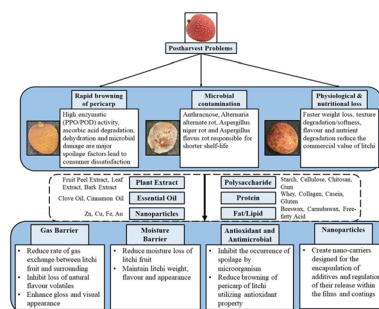 Postharvest Problems
Rapid browning
of pericarp
High enzymatic
(PPO/POD) activity,
ascorbic acid degradation,
dehydration and microbial
damage are major
spoilage factors lead to
consumer dissatisfaction
Microbial
contamination
Anthracnose, Alternaria
alternate rot, Aspergillus
niger rot and Aspergillus
flavus rot responsible for
shorter shelf-life
Physiological &
nutritional loss
Faster weight loss, texture
degradation/softness,
flavour and nutrient
degradation reduce the
commercial value of litchi
Fruit Peel Extract, Leaf
Extract, Bark Extract
Plant Extract
Clove Oil, Cinnamon Oil
Essential Oil
Zn, Cu, Fe, Au
Nanoparticles
Polysaccharide
Starch, Cellulose, Chitosan,
Gum
Protein
Whey, Collagen, Casein,
Gluten
Fat/Lipid
Beeswax, Carnubawax, Free-
fatty Acid
Gas Barrier
• Reduce rate of gas
exchange between litchi
fruit and surrounding
• Inhibit loss of natural
flavour volatiles
• Enhance gloss and visual
appearance
Moisture
Barrier
• Reduce moisture loss of
litchi fruit
• Maintain litchi weight,
flavour and appearance
Antioxidant and
Antimicrobial
• Inhibit the occurrence of
spoilage by
microorganism
• Reduce browning of
pericarp of litchi
utilizing antioxidant
property
Nanoparticles
• Create nano-carriers
designed for the
encapsulation of
additives and regulation
of their release within
the films and coatings